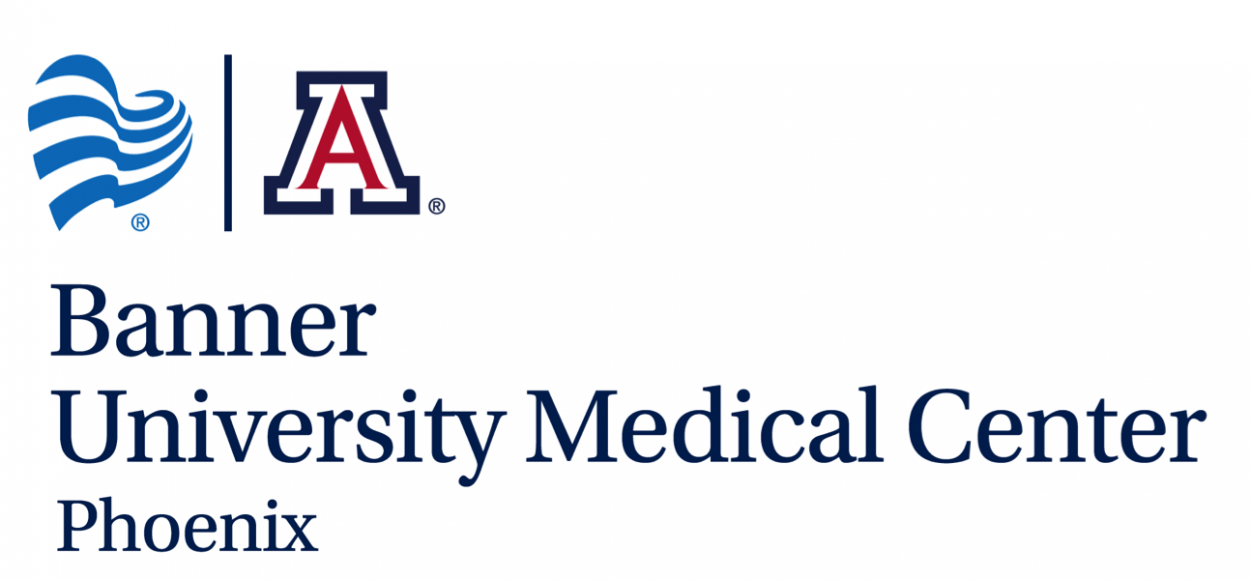 ® A ®
Banner
University Medical Center
Phoenix